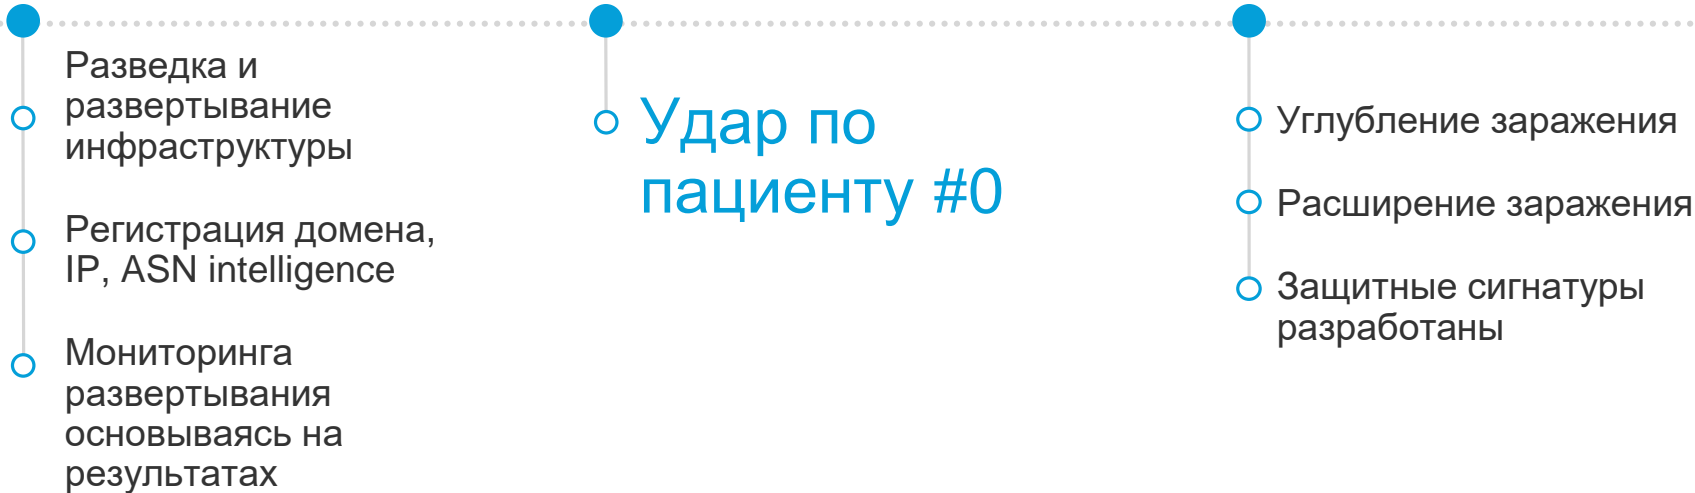 Разведка и
развертывание
инфраструктуры
Регистрация домена,
IP, ASN intelligence
Мониторинга
развертывания
основываясь на
результатах
Удар по
пациенту #0
Углубление заражения
Расширение заражения
Защитные сигнатуры
разработаны